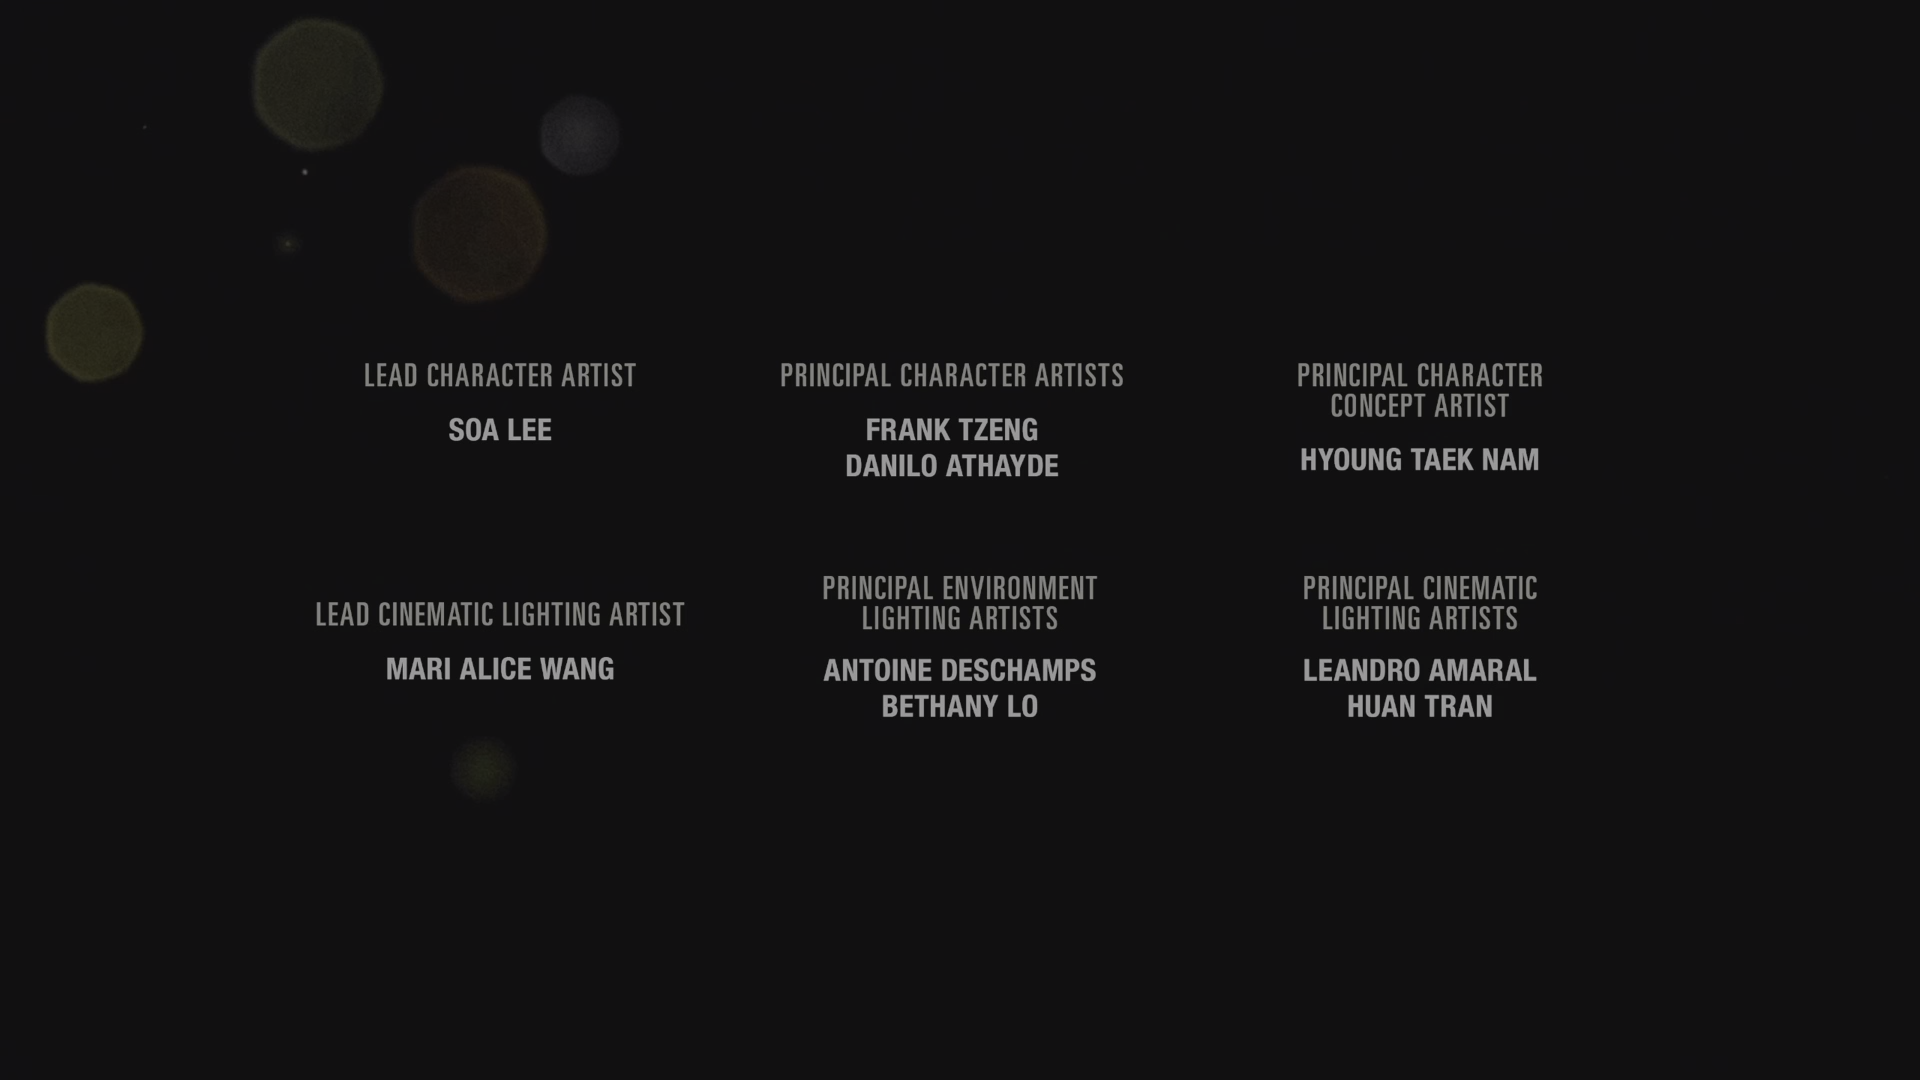 LEAD CHARACTER ARTIST
SOA LEE
PRINCIPAL CHARACTER ARTISTS
FRANK TZENG
DANILO ATHAYDE
PRINCIPAL CHARACTER
CONCEPT ARTIST
HYOUNG TAEK NAM
LEAD CINEMATIC LIGHTING ARTIST
MARI ALICE WANG
PRINCIPAL ENVIRONMENT
LIGHTING ARTISTS
ANTOINE DESCHAMPS
BETHANY LO
PRINCIPAL CINEMATIC
LIGHTING ARTISTS
LEANDRO AMARAL
HUAN TRAN